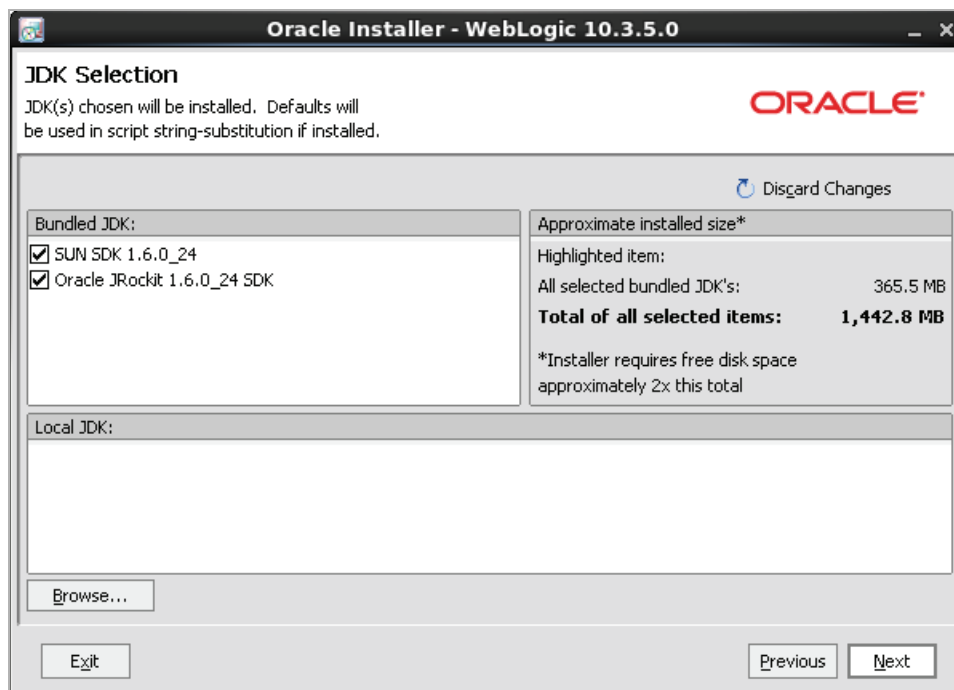 Oracle Installer - WebLogic 10.3.5.0
JDK Selection
JDK(s) chosen will be installed. Defaults will
be used in script string-substitution if installed.
ORACLE
Discard Changes
Bundled JDK:
SUN SDK 1.6.0_24
Oracle JRockit 1.6.0_24 SDK
Approximate installed size*
Highlighted item:
All selected bundled JDK's: 365.5 MB
Total of all selected items: 1,442.8 MB
*Installer requires free disk space
approximately 2x this total
Local JDK:
Browse...
Exit
Previous
Next